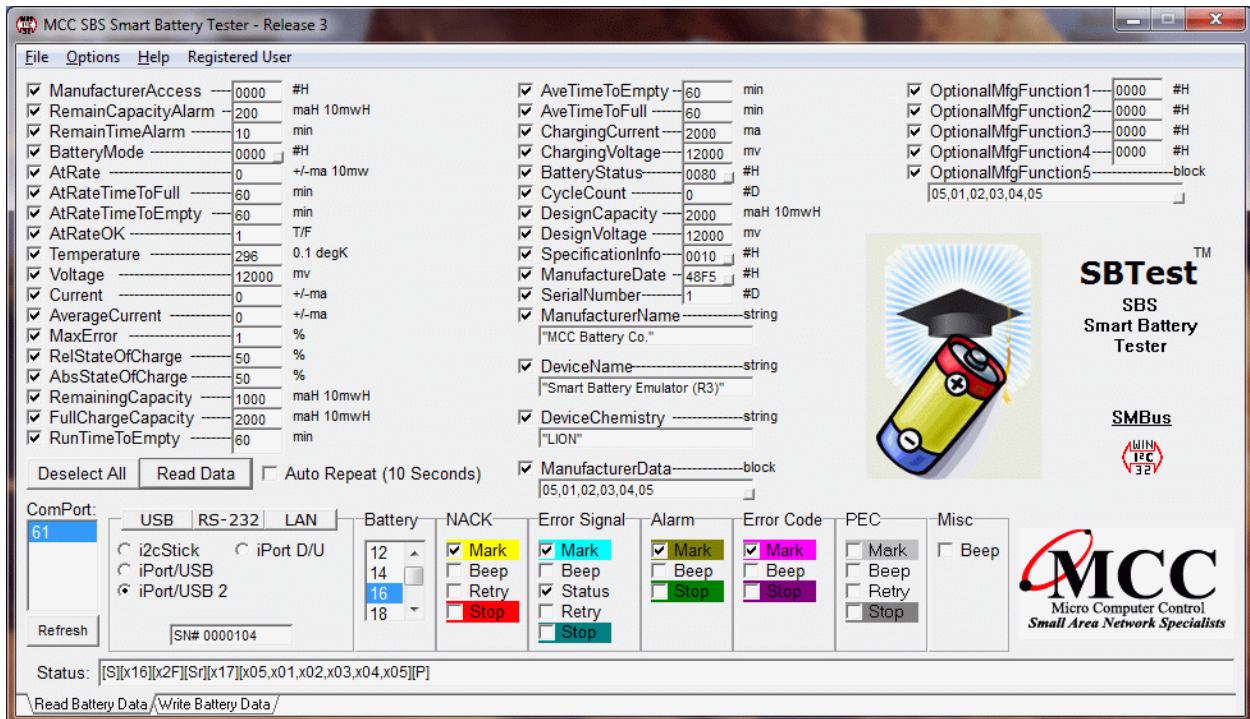 MCC SBS Smart Battery Tester - Release 3
File Options Help Registered User
ManufacturerAccess 0000 #H
RemainCapacityAlarm 200 maH 10mwH
RemainTimeAlarm 10 min
BatteryMode 0000 #H
AtRate 0 +/-ma 10mw
AtRateTimeToFull 60 min
AtRateTimeToEmpty 60 min
AtRateOK 1 T/F
Temperature 296 0.1 degK
Voltage 12000 mv
Current 0 +/-ma
AverageCurrent 0 +/-ma
MaxError 1 %
RelStateOfCharge 50 %
AbsStateOfCharge 50 %
RemainingCapacity 1000 maH 10mwH
FullChargeCapacity 2000 maH 10mwH
RunTimeToEmpty 60 min
Deselect All Read Data Auto Repeat (10 Seconds)
AveTimeToEmpty 60 min
AveTimeToFull 60 min
ChargingCurrent 2000 ma
ChargingVoltage 12000 mv
BatteryStatus 0080 #H
CycleCount 0 #D
DesignCapacity 2000 maH 10mwH
DesignVoltage 12000 mv
SpecificationInfo 0010 #H
ManufactureDate 48F5 #H
SerialNumber 1 #D
ManufacturerName string
"MCC Battery Co."
DeviceName string
"Smart Battery Emulator (R3)"
DeviceChemistry string
"LION"
ManufacturerData block
05,01,02,03,04,05
OptionalMfgFunction1 0000 #H
OptionalMfgFunction2 0000 #H
OptionalMfgFunction3 0000 #H
OptionalMfgFunction4 0000 #H
OptionalMfgFunction5 block
05,01,02,03,04,05
SBTest™
SBS
Smart Battery
Tester
SMBus
WIN
I²C
32
ComPort:
61
Refresh
USB RS-232 LAN
i2cStick iPort D/U
iPort/USB
iPort/USB 2
SN# 0000104
Battery
12
14
16
18
NACK
Mark
Beep
Retry
Stop
Error Signal
Mark
Beep
Status
Retry
Stop
Alarm
Mark
Beep
Stop
Error Code
Mark
Beep
Stop
PEC
Mark
Beep
Retry
Stop
Misc
Beep
MCC
Micro Computer Control
Small Area Network Specialists
Status: [S][x16][x2F][Sr][x17][x05,x01,x02,x03,x04,x05][P]
Read Battery Data Write Battery Data